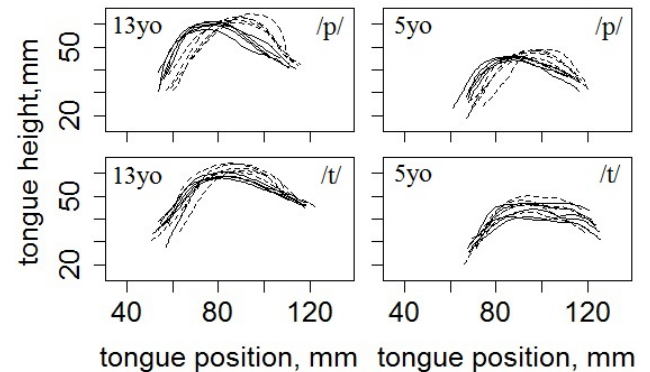 13yo /p/
5yo /p/
50
20
13yo /t/
5yo /t/
50
20
tongue height,mm
40 80 120
40 80 120
tongue position, mm
tongue position, mm